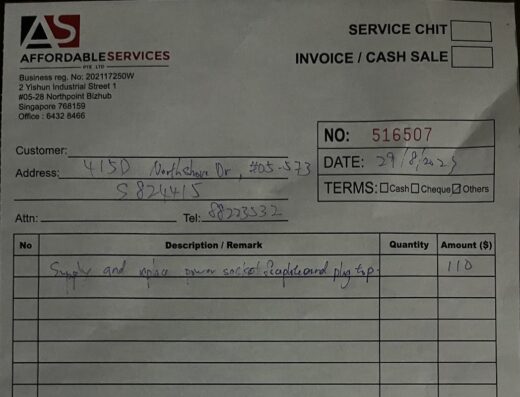 AS
AFFORDABLESERVICES
PTE LTD
Business reg. No: 202117250W
2 Yishun Industrial Street 1
#05-28 Northpoint Bizhub
Singapore 768159
Office : 6432 8466
SERVICE CHIT
INVOICE / CASH SALE
NO: 516507
DATE: 29/8/2023
TERMS: Cash Cheque Others
Customer:
Address: 415D Northshore Dr, #05-573
S 824415
Attn: Tel: 88223532
No Description / Remark Quantity Amount ($)
Supply and replace power socket and plug top 110